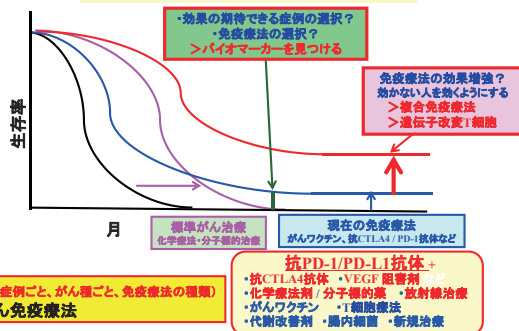 ・効果の期待できる症例の選択？
・免疫療法の選択？
＞バイオマーカーを見つける
免疫療法の効果増強？
効かない人を効くようにする
＞複合免疫療法
＞遺伝子改変T細胞
生存率
月
標準がん治療
化学療法・分子標的治療
現在の免疫療法
がんワクチン、抗CTLA4 / PD-1抗体など
抗PD-1/PD-L1抗体 +
・抗CTLA4抗体 ・VEGF 阻害剤など
・化学療法剤 / 分子標的薬 ・放射線治療
・がんワクチン ・T細胞療法
・代謝改善剤 ・腸内細菌 ・新規治療
症例ごと、がん種ごと、免疫療法の種類)
ん免疫療法